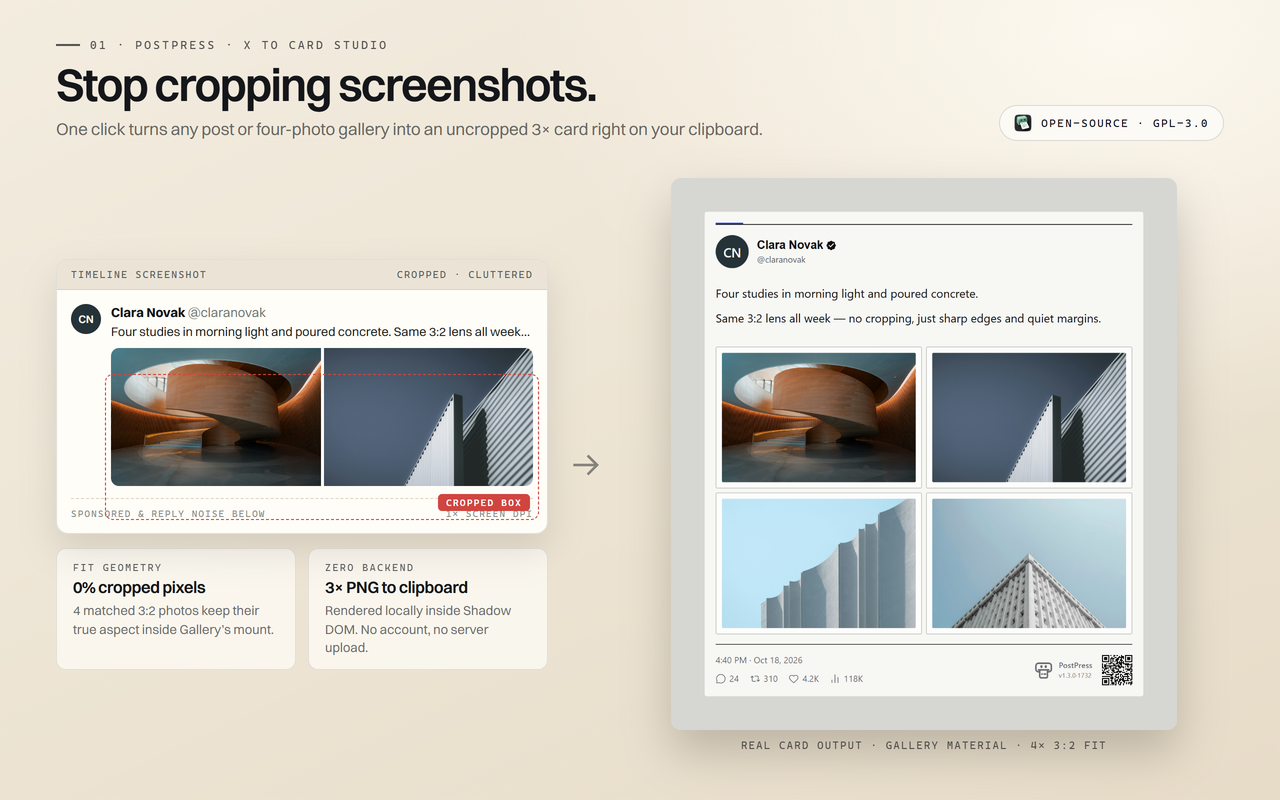 01 · POSTPRESS · X TO CARD STUDIO
Stop cropping screenshots.
One click turns any post or four-photo gallery into an uncropped 3× card right on your clipboard.
OPEN-SOURCE · GPL-3.0
TIMELINE SCREENSHOT
CROPPED · CLUTTERED
CN
Clara Novak @claranovak
Four studies in morning light and poured concrete. Same 3:2 lens all week...
CROPPED BOX
SPONSORED & REPLY NOISE BELOW
1× SCREEN DPI
FIT GEOMETRY
0% cropped pixels
4 matched 3:2 photos keep their
true aspect inside Gallery's mount.
ZERO BACKEND
3× PNG to clipboard
Rendered locally inside Shadow
DOM. No account, no server
upload.
CN
Clara Novak
@claranovak
Four studies in morning light and poured concrete.
Same 3:2 lens all week — no cropping, just sharp edges and quiet margins.
4:40 PM · Oct 18, 2026
24 310 4.2K 118K
PostPress
v1.3.0·1732
REAL CARD OUTPUT · GALLERY MATERIAL · 4× 3:2 FIT